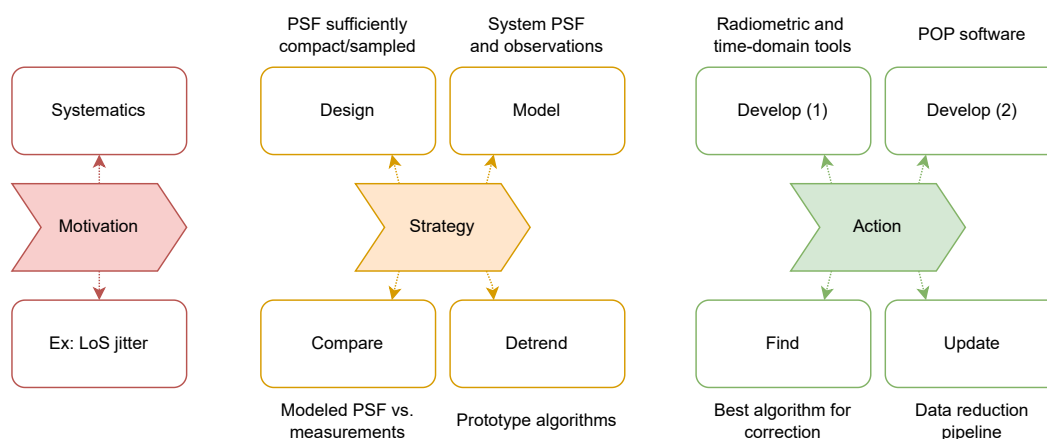 PSF sufficiently
compact/sampled
System PSF
and observations
Radiometric and
time-domain tools
POP software
Systematics
Design
Model
Develop (1)
Develop (2)
Motivation
Strategy
Action
Ex: LoS jitter
Compare
Detrend
Find
Update
Modeled PSF vs.
measurements
Prototype algorithms
Best algorithm for
correction
Data reduction
pipeline